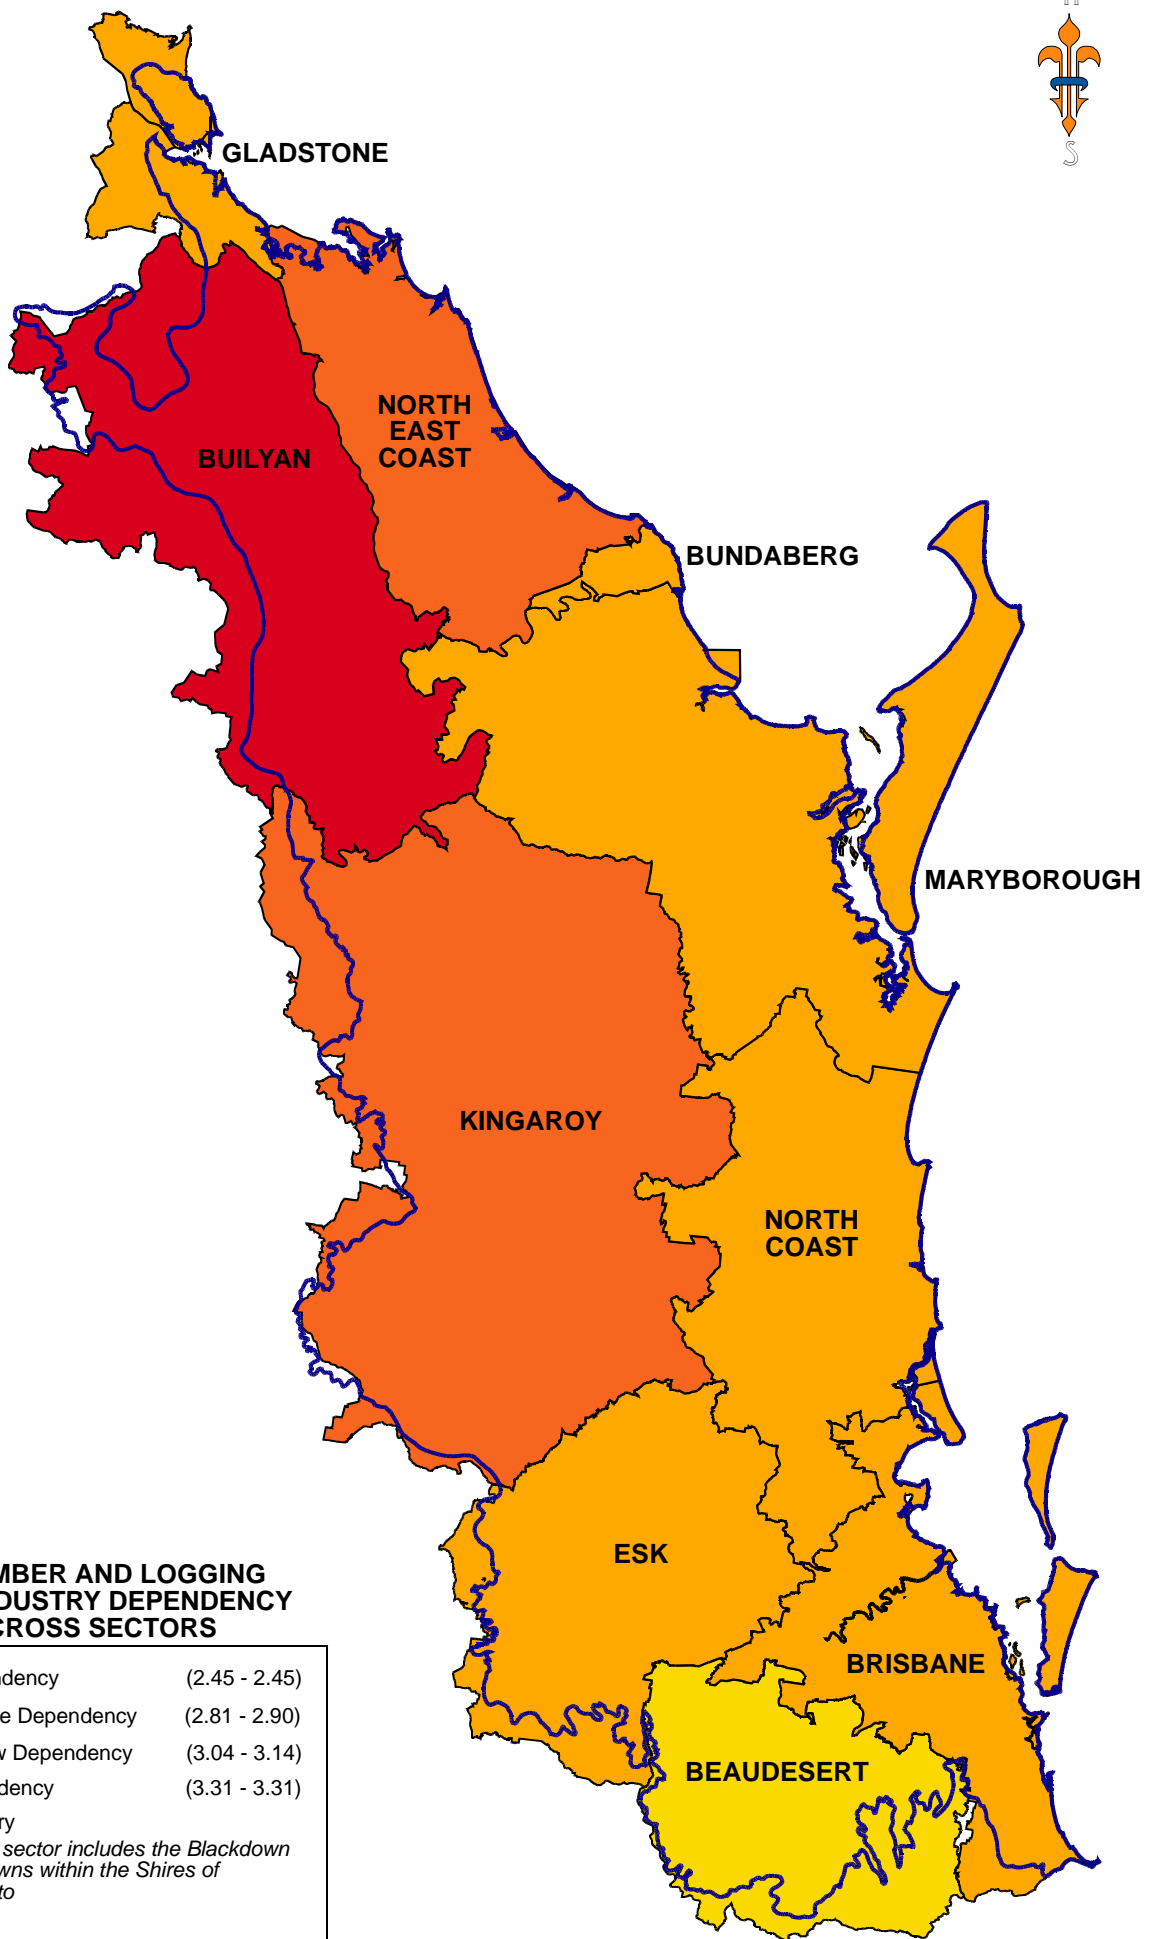 GLADSTONE
NORTH
EAST
COAST
BUILYAN
BUNDABERG
MARYBOROUGH
KINGAROY
NORTH
COAST
ESK
BRISBANE
BEAUDESERT
S
MBER AND LOGGING
DUSTRY DEPENDENCY
CROSS SECTORS
ndency (2.45 - 2.45)
e Dependency (2.81 - 2.90)
w Dependency (3.04 - 3.14)
dency (3.31 - 3.31)
ry
sector includes the Blackdown
wns within the Shires of
to